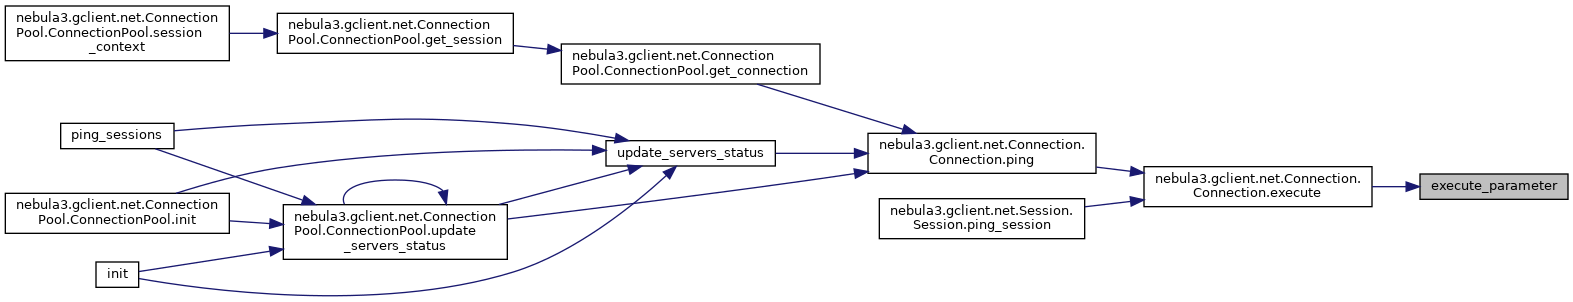 nebula3.gclient.net.Connection
Pool.ConnectionPool.session
_context
nebula3.gclient.net.Connection
Pool.ConnectionPool.get_session
nebula3.gclient.net.Connection
Pool.ConnectionPool.get_connection
ping_sessions
update_servers_status
nebula3.gclient.net.Connection.
Connection.ping
nebula3.gclient.net.Connection.
Connection.execute
execute_parameter
nebula3.gclient.net.Connection
Pool.ConnectionPool.init
nebula3.gclient.net.Connection
Pool.ConnectionPool.update
_servers_status
nebula3.gclient.net.Session.
Session.ping_session
init